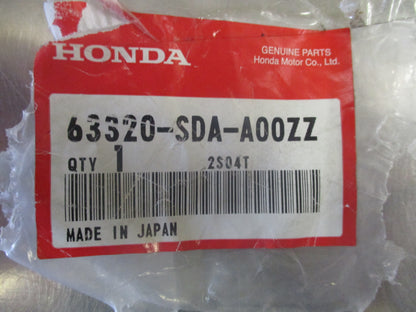 HONDA
GENUINE PARTS
Honda Motor Co., Ltd.
63320-SDA-A00ZZ
QTY 1 2S04T
MADE IN JAPAN